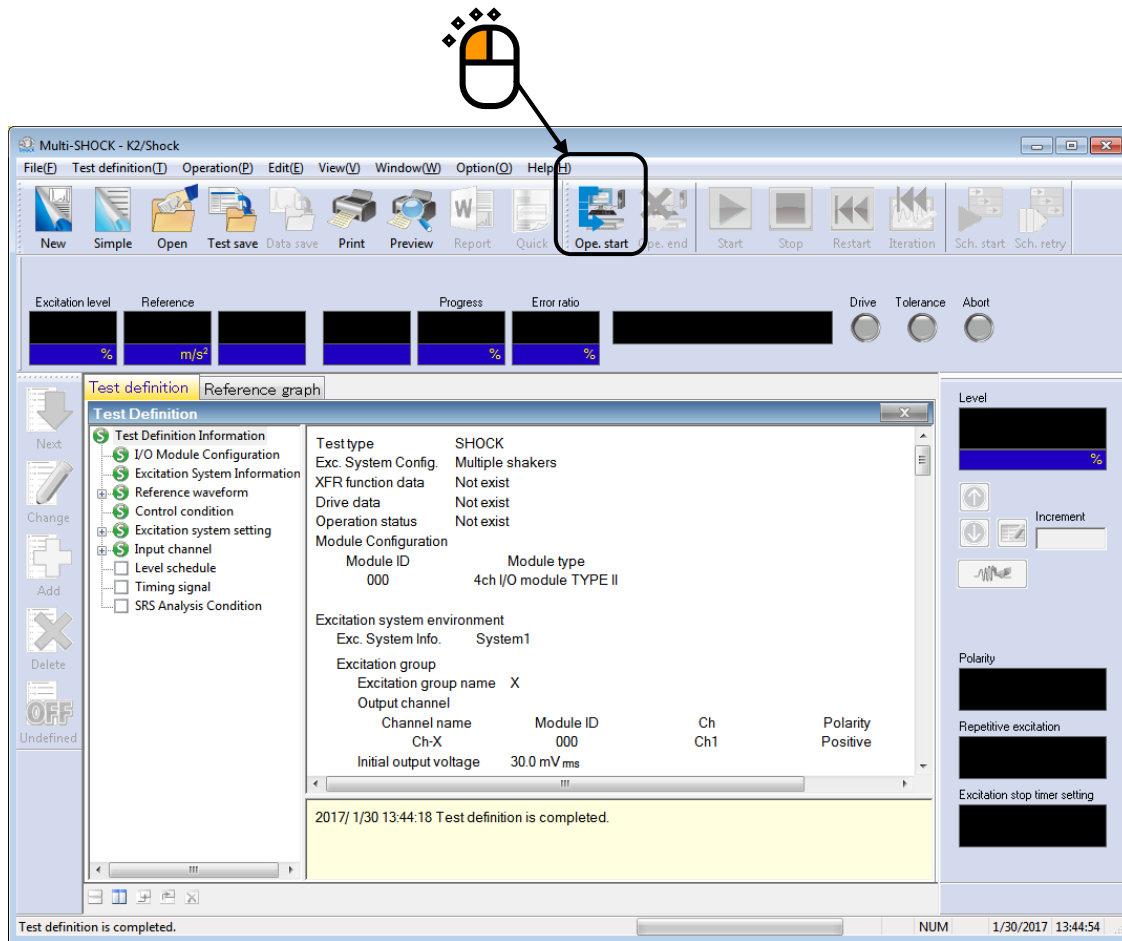 Multi-SHOCK - K2/Shock
File(F) Test definition(T) Operation(P) Edit(E) View(V) Window(W) Option(O) Help(H)
New Simple Open Test save Data save Print Preview Report Quick Ope. start Ope. end Start Stop Restart Iteration Sch. start Sch. retry
Excitation level Reference Progress Error ratio Drive Tolerance Abort
% m/s² % %
Test definition Reference graph
Test Definition
Next
Change
Add
Delete
OFF
Undefined
Test Definition Information
I/O Module Configuration
Excitation System Information
Reference waveform
Control condition
Excitation system setting
Input channel
Level schedule
Timing signal
SRS Analysis Condition
Test type SHOCK
Exc. System Config. Multiple shakers
XFR function data Not exist
Drive data Not exist
Operation status Not exist
Module Configuration
Module ID Module type
000 4ch I/O module TYPE II
Excitation system environment
Exc. System Info. System1
Excitation group
Excitation group name X
Output channel
Channel name Module ID Ch Polarity
Ch-X 000 Ch1 Positive
Initial output voltage 30.0 mV rms
2017/ 1/30 13:44:18 Test definition is completed.
Level
%
Increment
Polarity
Repetitive excitation
Excitation stop timer setting
Test definition is completed. NUM 1/30/2017 13:44:54